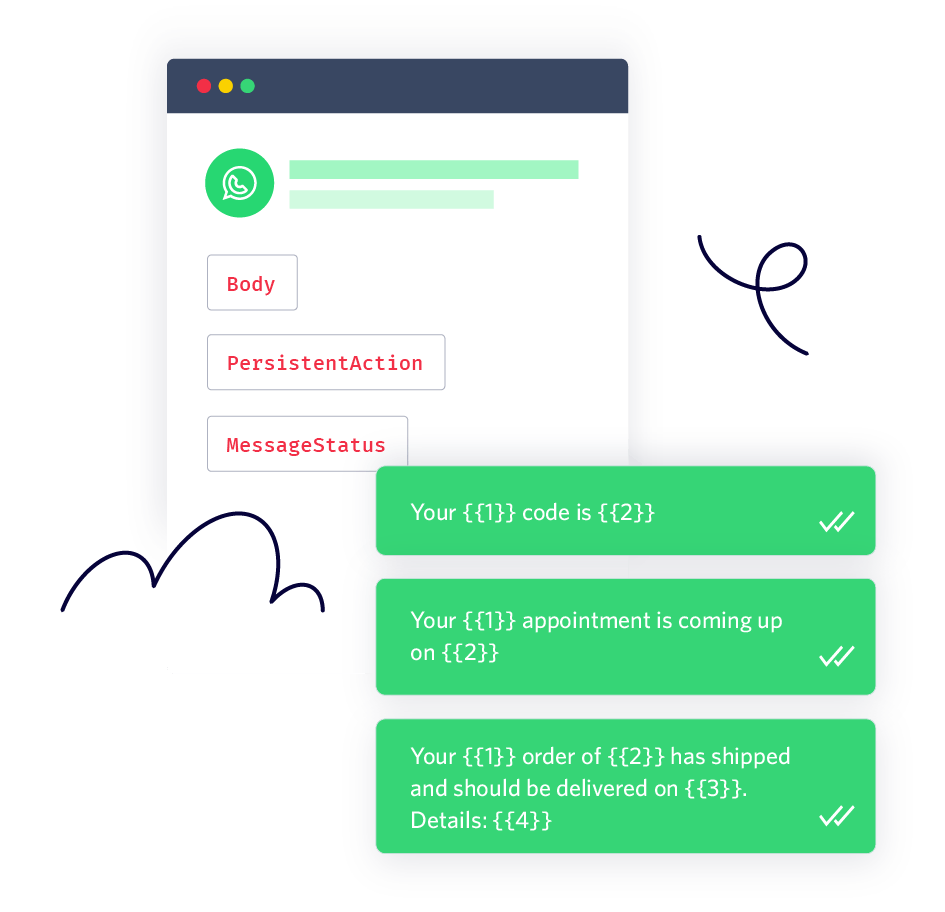 Body
PersistentAction
MessageStatus
Your {{1}} code is {{2}}
Your {{1}} appointment is coming up
on {{2}}
Your {{1}} order of {{2}} has shipped
and should be delivered on {{3}}.
Details: {{4}}